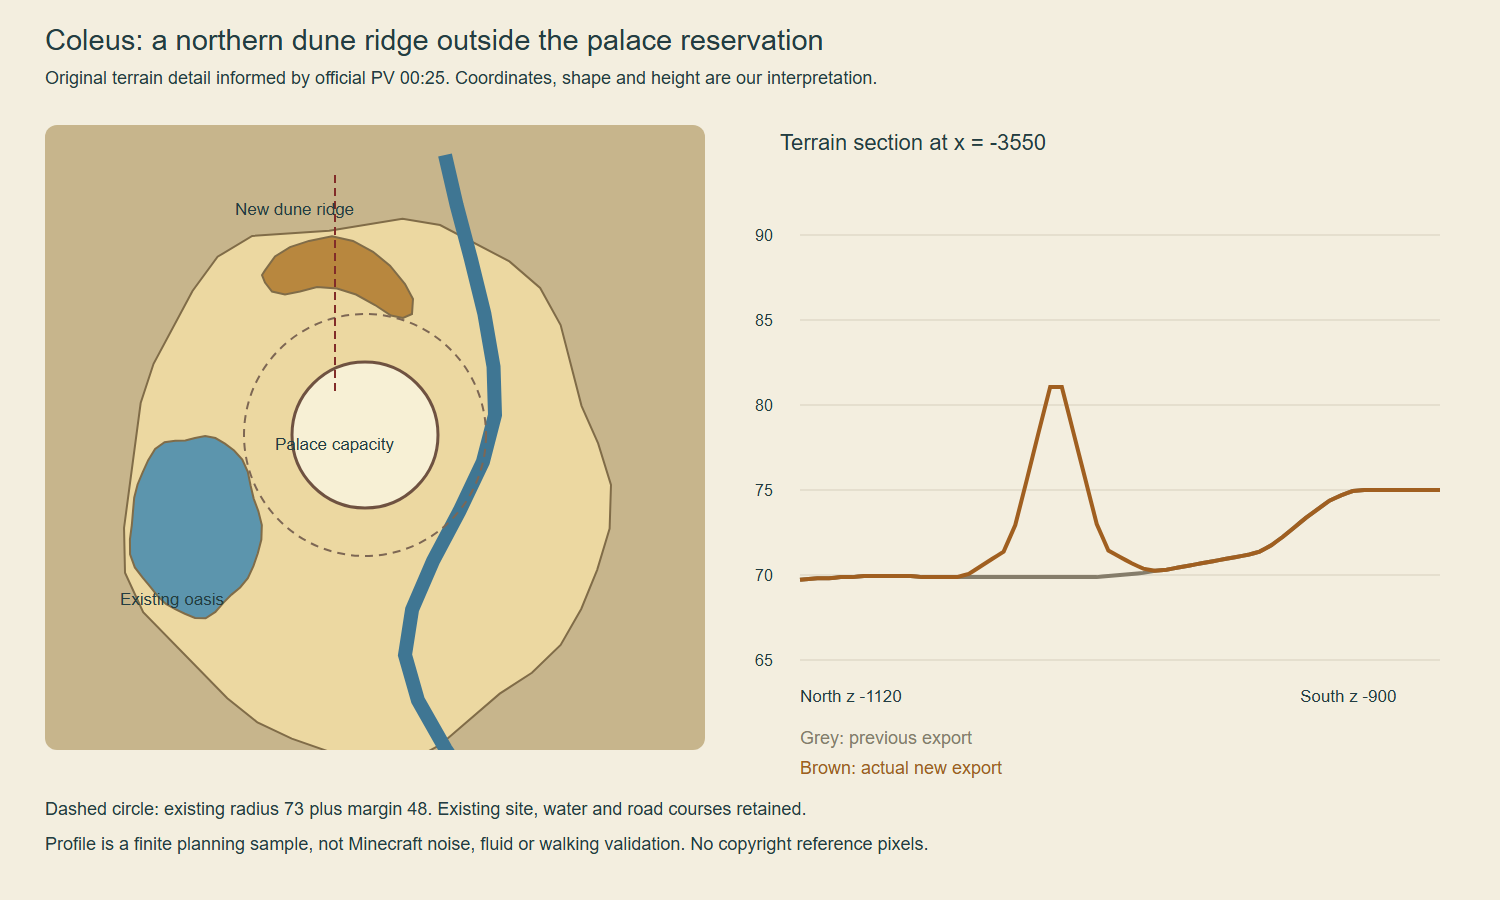 Coleus: a northern dune ridge outside the palace reservation
Original terrain detail informed by official PV 00:25. Coordinates, shape and height are our interpretation.
New dune ridge
Palace capacity
Existing oasis
Terrain section at x = -3550
90
85
80
75
70
65
North z -1120
South z -900
Grey: previous export
Brown: actual new export
Dashed circle: existing radius 73 plus margin 48. Existing site, water and road courses retained.
Profile is a finite planning sample, not Minecraft noise, fluid or walking validation. No copyright reference pixels.